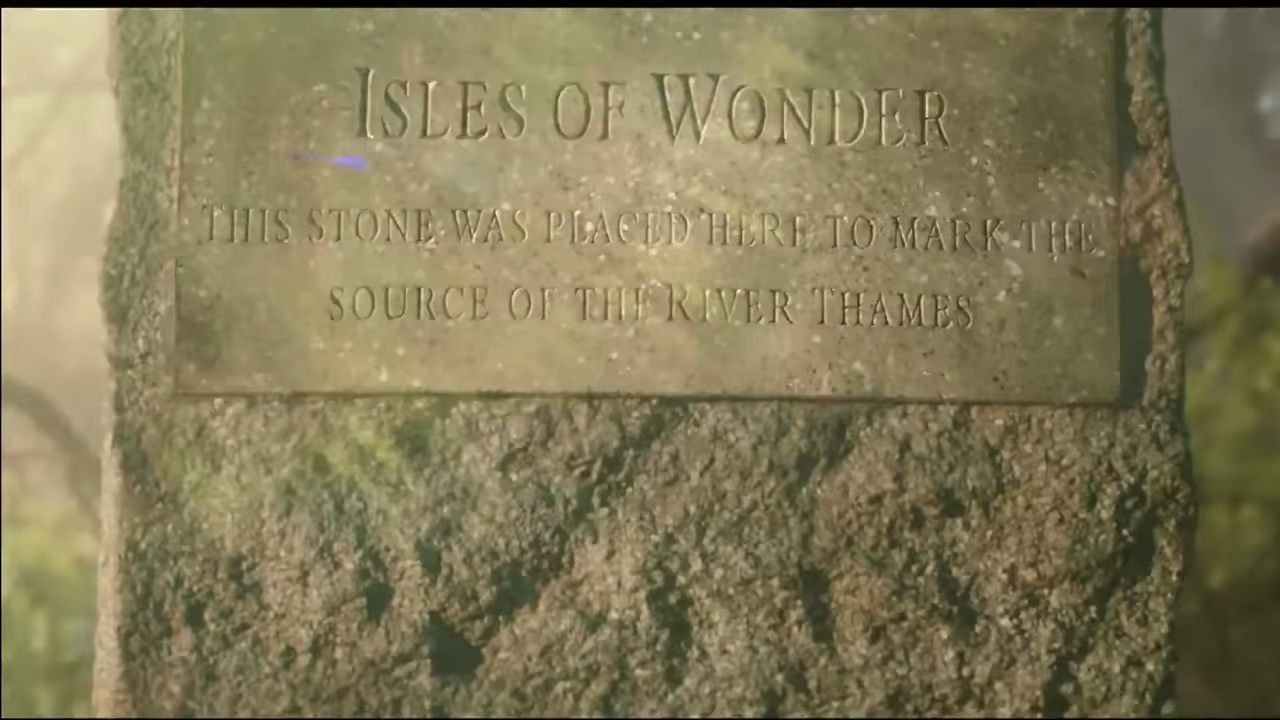 ISLES OF WONDER
THIS STONE WAS PLACED HERE TO MARK THE
SOURCE OF THE RIVER THAMES